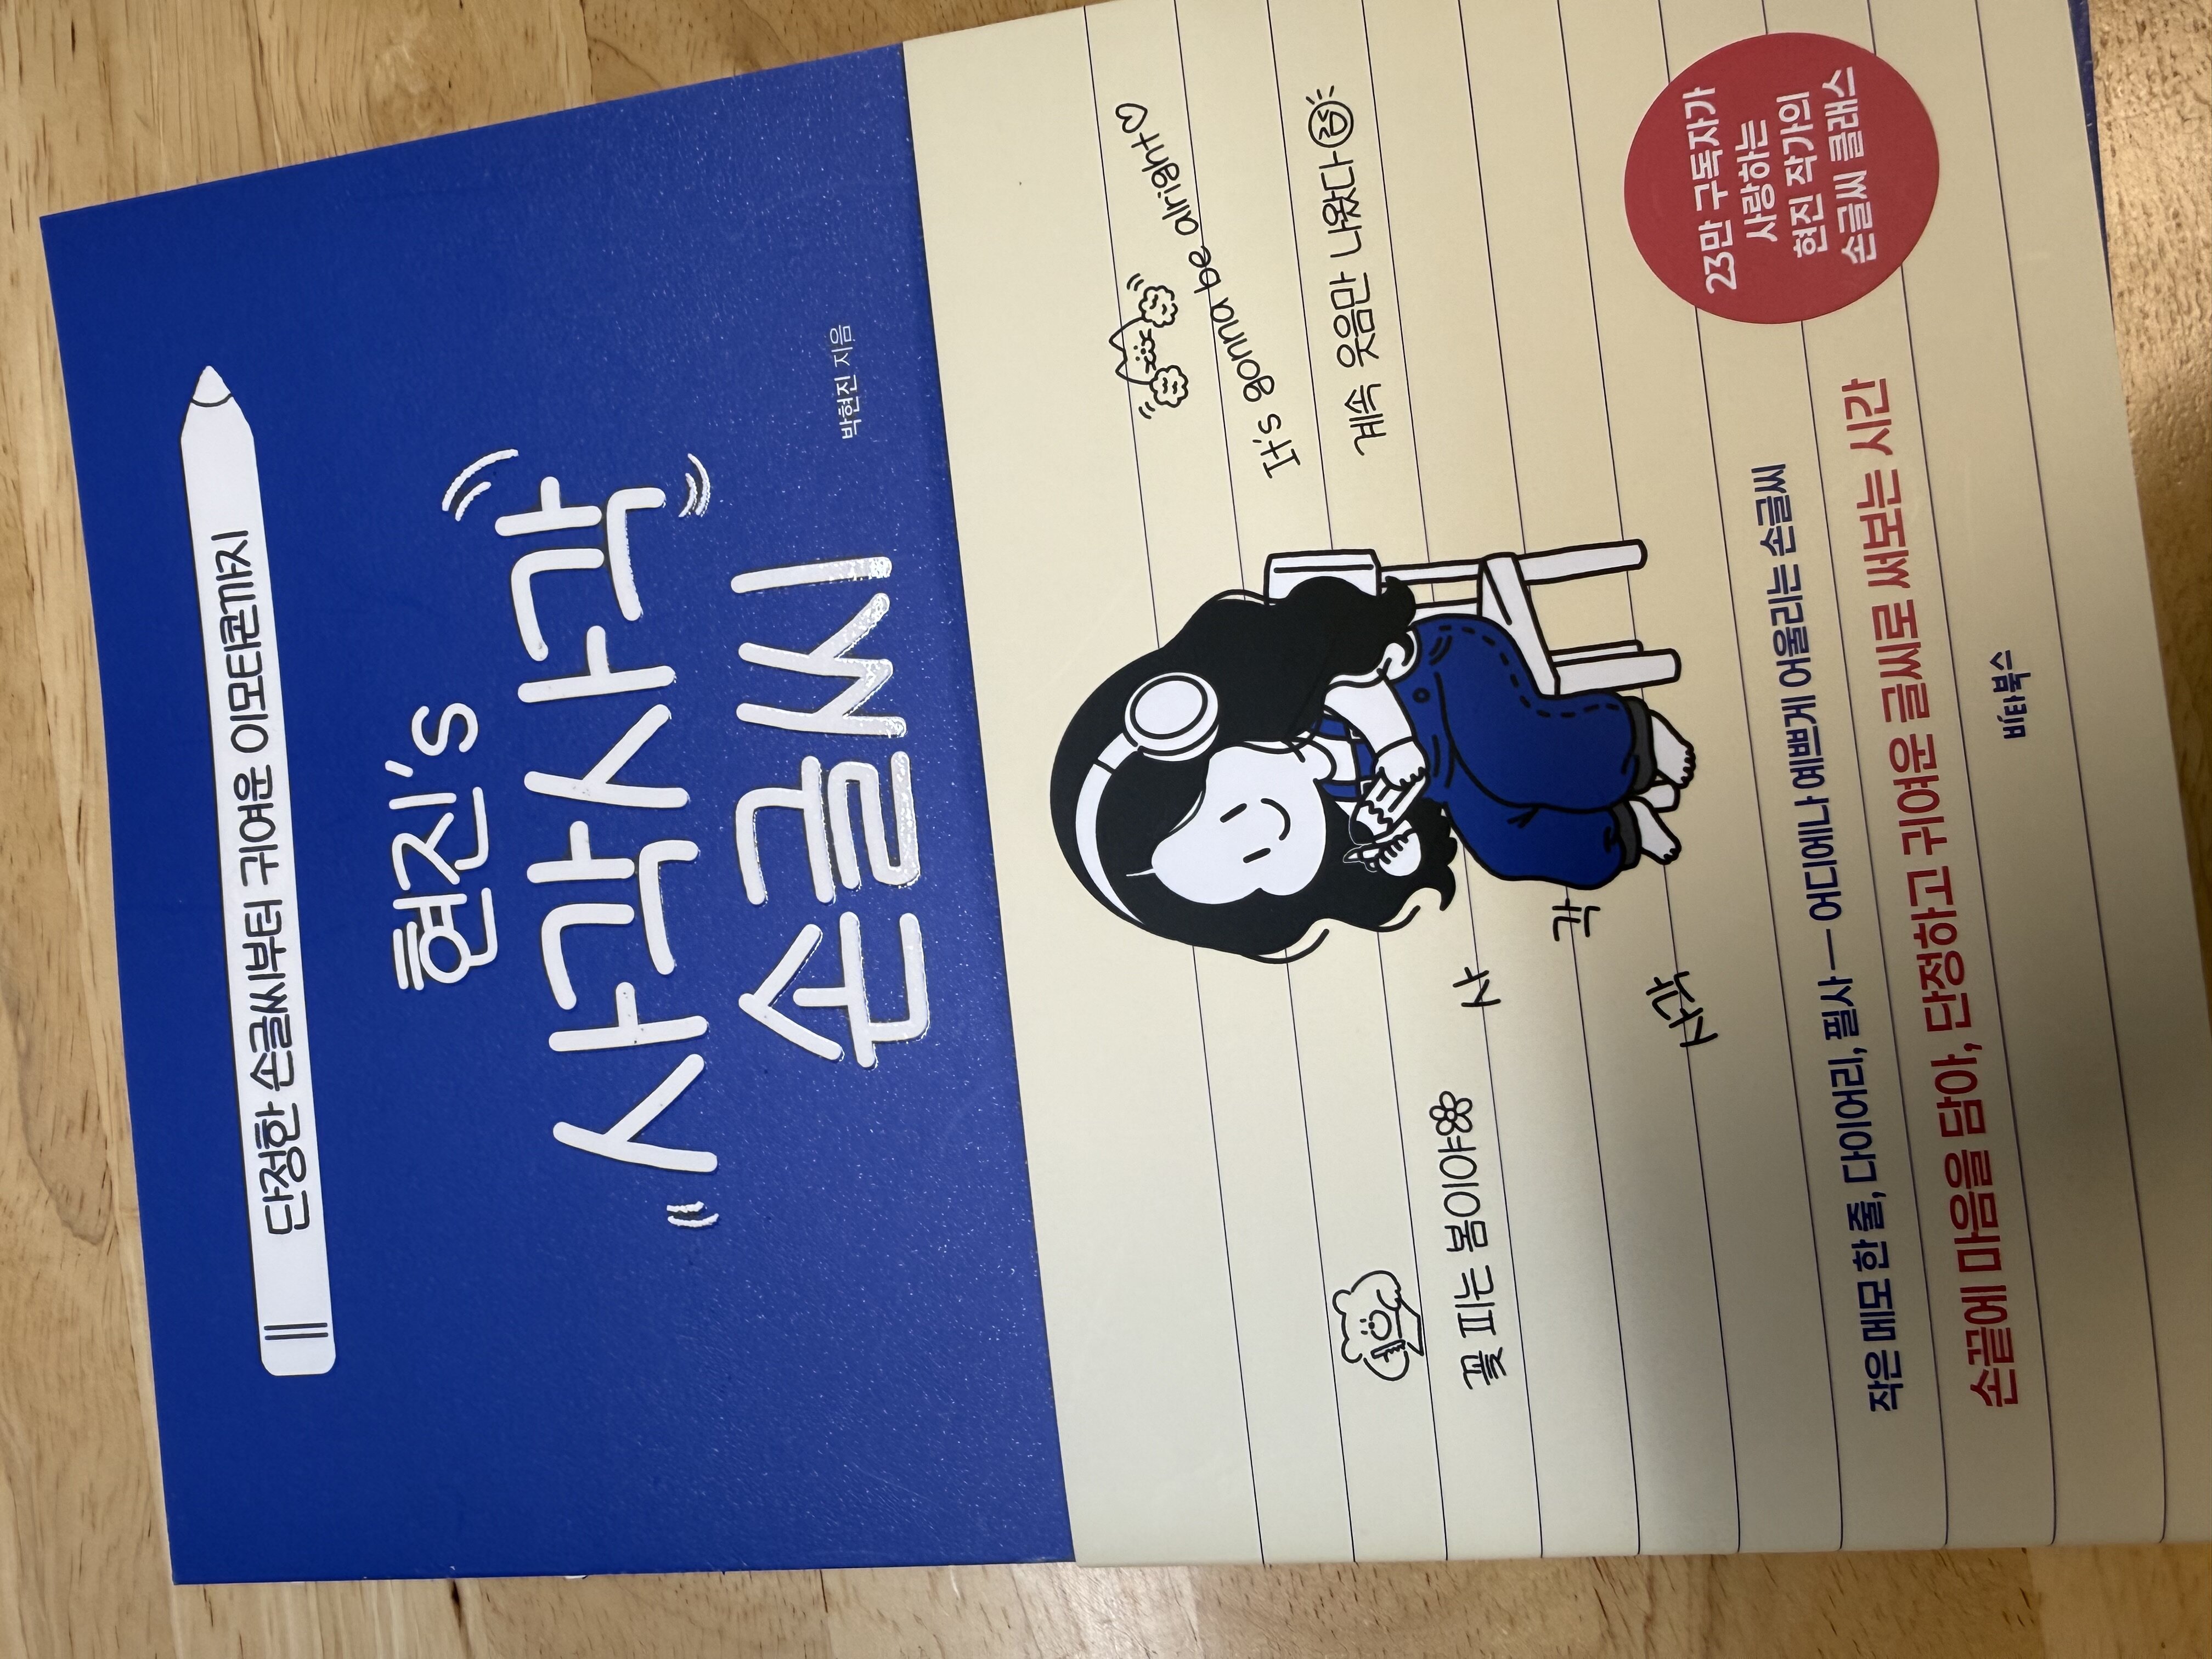 단정한 손글씨부터 귀여운 이모티콘까지
현진's
사각사각
손글씨
박현진 지음
It's gonna be alright♡
계속 웃음만 나왔다
꽃 피는 봄이야
사
각
사각
23만 구독자가
사랑하는
현진 작가의
손글씨 클래스
작은 메모 한 줄, 다이어리, 필사 — 어디에나 예쁘게 어울리는 손글씨
손끝에 마음을 담아, 단정하고 귀여운 글씨로 써보는 시간
비타북스